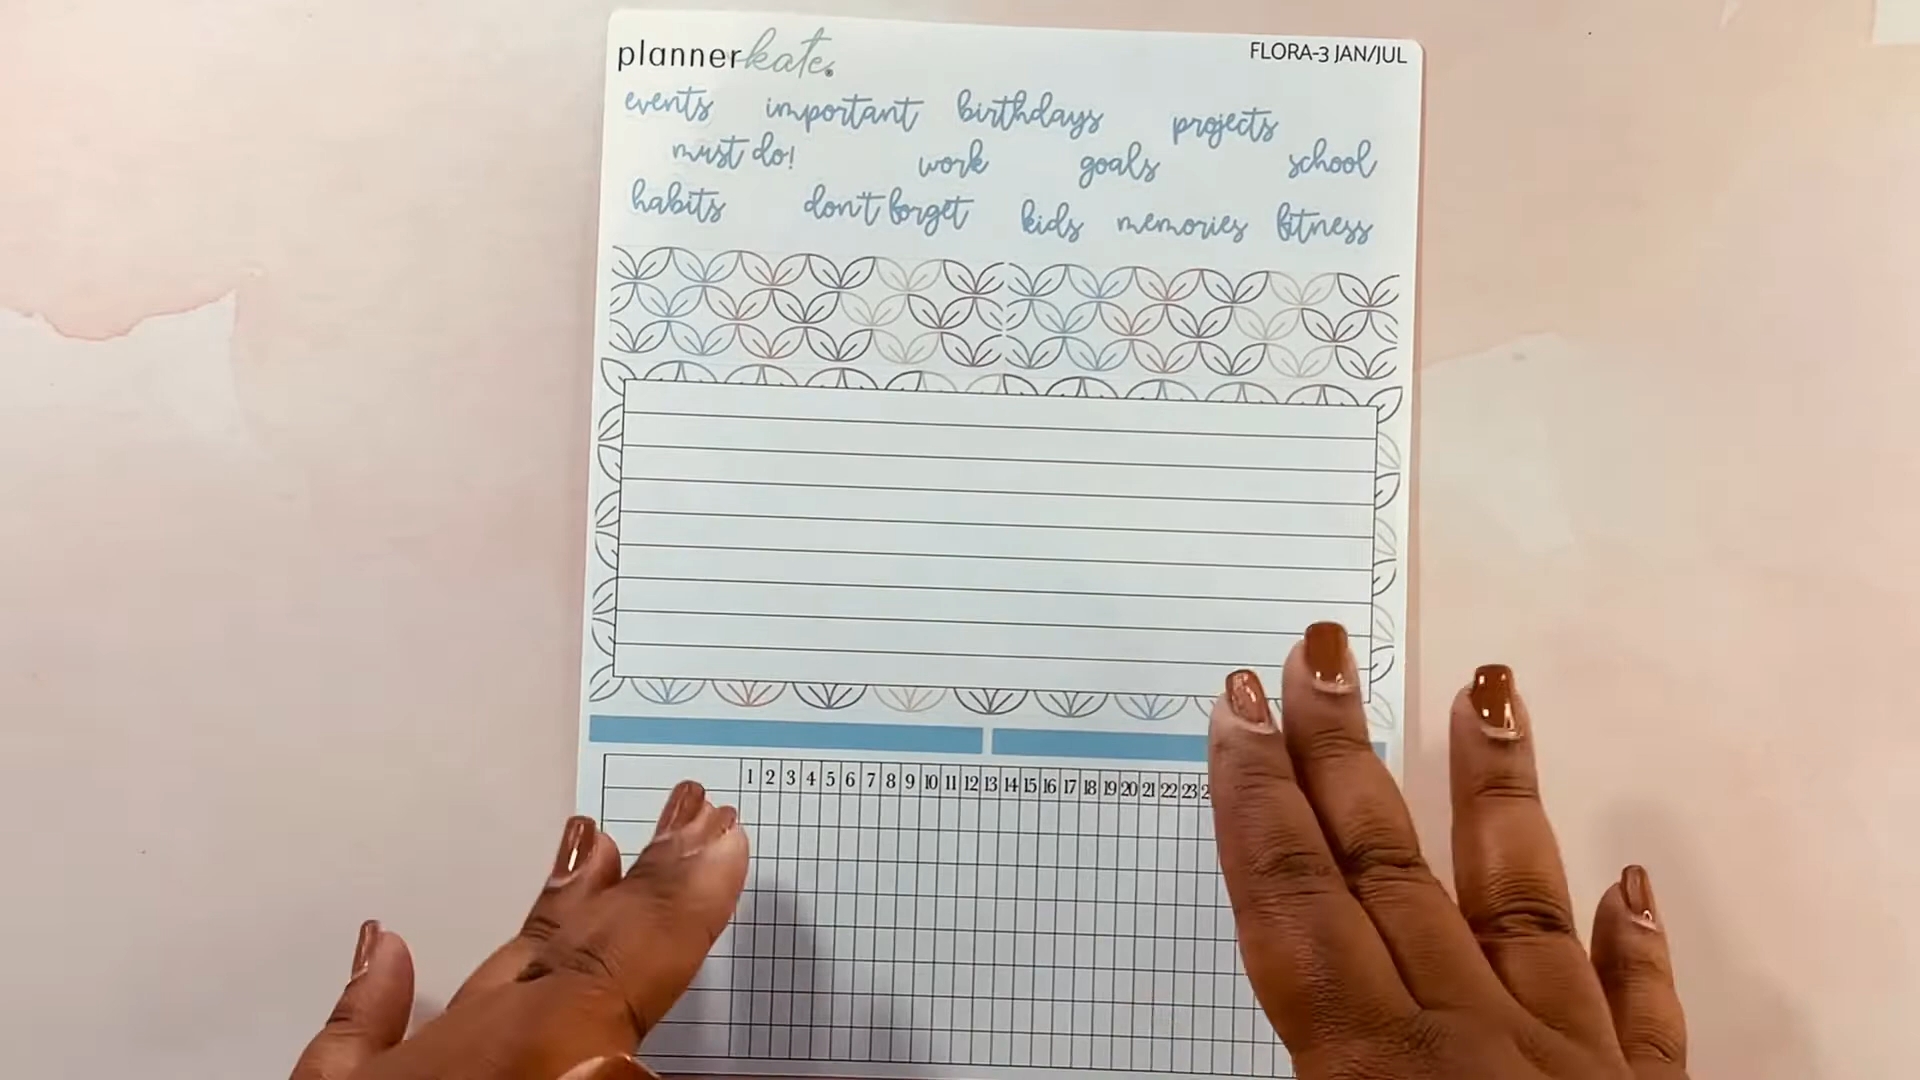 plannerkate® FLORA-3 JAN/JUL
events important birthdays projects
must do! work goals school
habits don't forget kids memories fitness
1 2 3 4 5 6 7 8 9 10 11 12 13 14 15 16 17 18 19 20 21 22 23